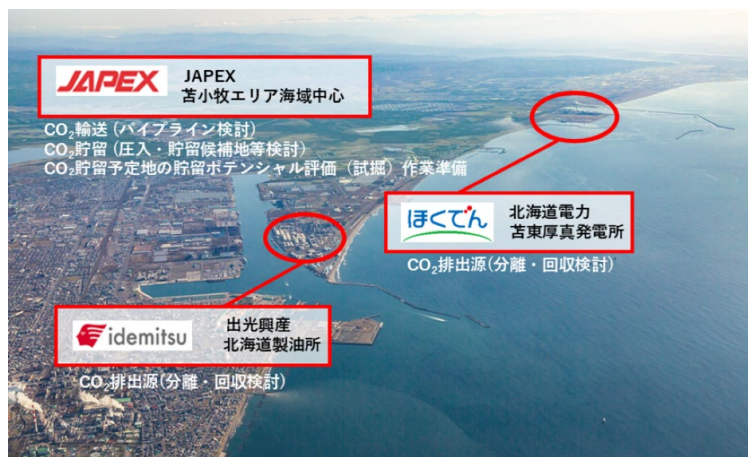 JAPEX
JAPEX
苫小牧エリア海域中心
CO₂輸送 (パイプライン検討)
CO₂貯留 (圧入・貯留候補地等検討)
CO₂貯留予定地の貯留ポテンシャル評価（試掘）作業準備
ほくでん
北海道電力
苫東厚真発電所
CO₂排出源(分離・回収検討)
idemitsu
出光興産
北海道製油所
CO₂排出源(分離・回収検討)